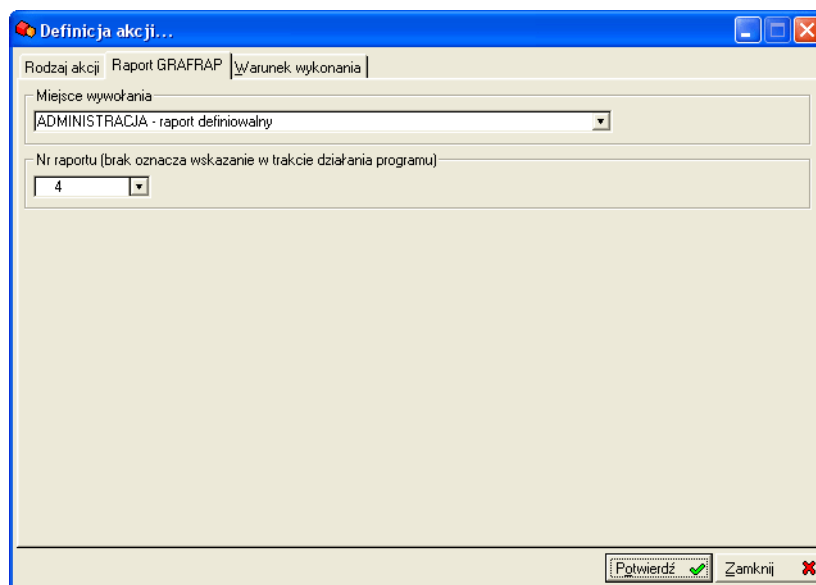 Definicja akcji...
Rodzaj akcji Raport GRAFRAP Warunek wykonania
Miejsce wywołania
ADMINISTRACJA - raport definiowalny
Nr raportu (brak oznacza wskazanie w trakcie działania programu)
4
Potwierdź Zamknij